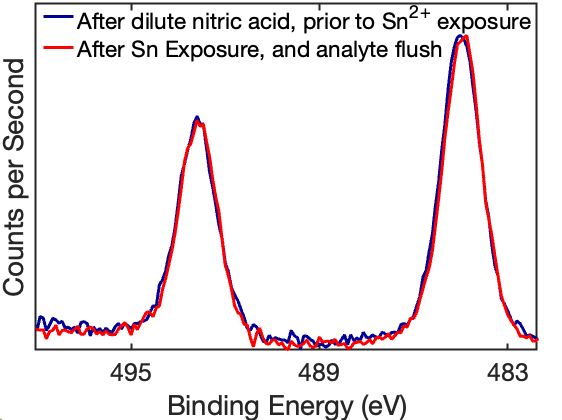 After dilute nitric acid, prior to Sn²⁺ exposure
After Sn Exposure, and analyte flush
Counts per Second
495 489 483
Binding Energy (eV)